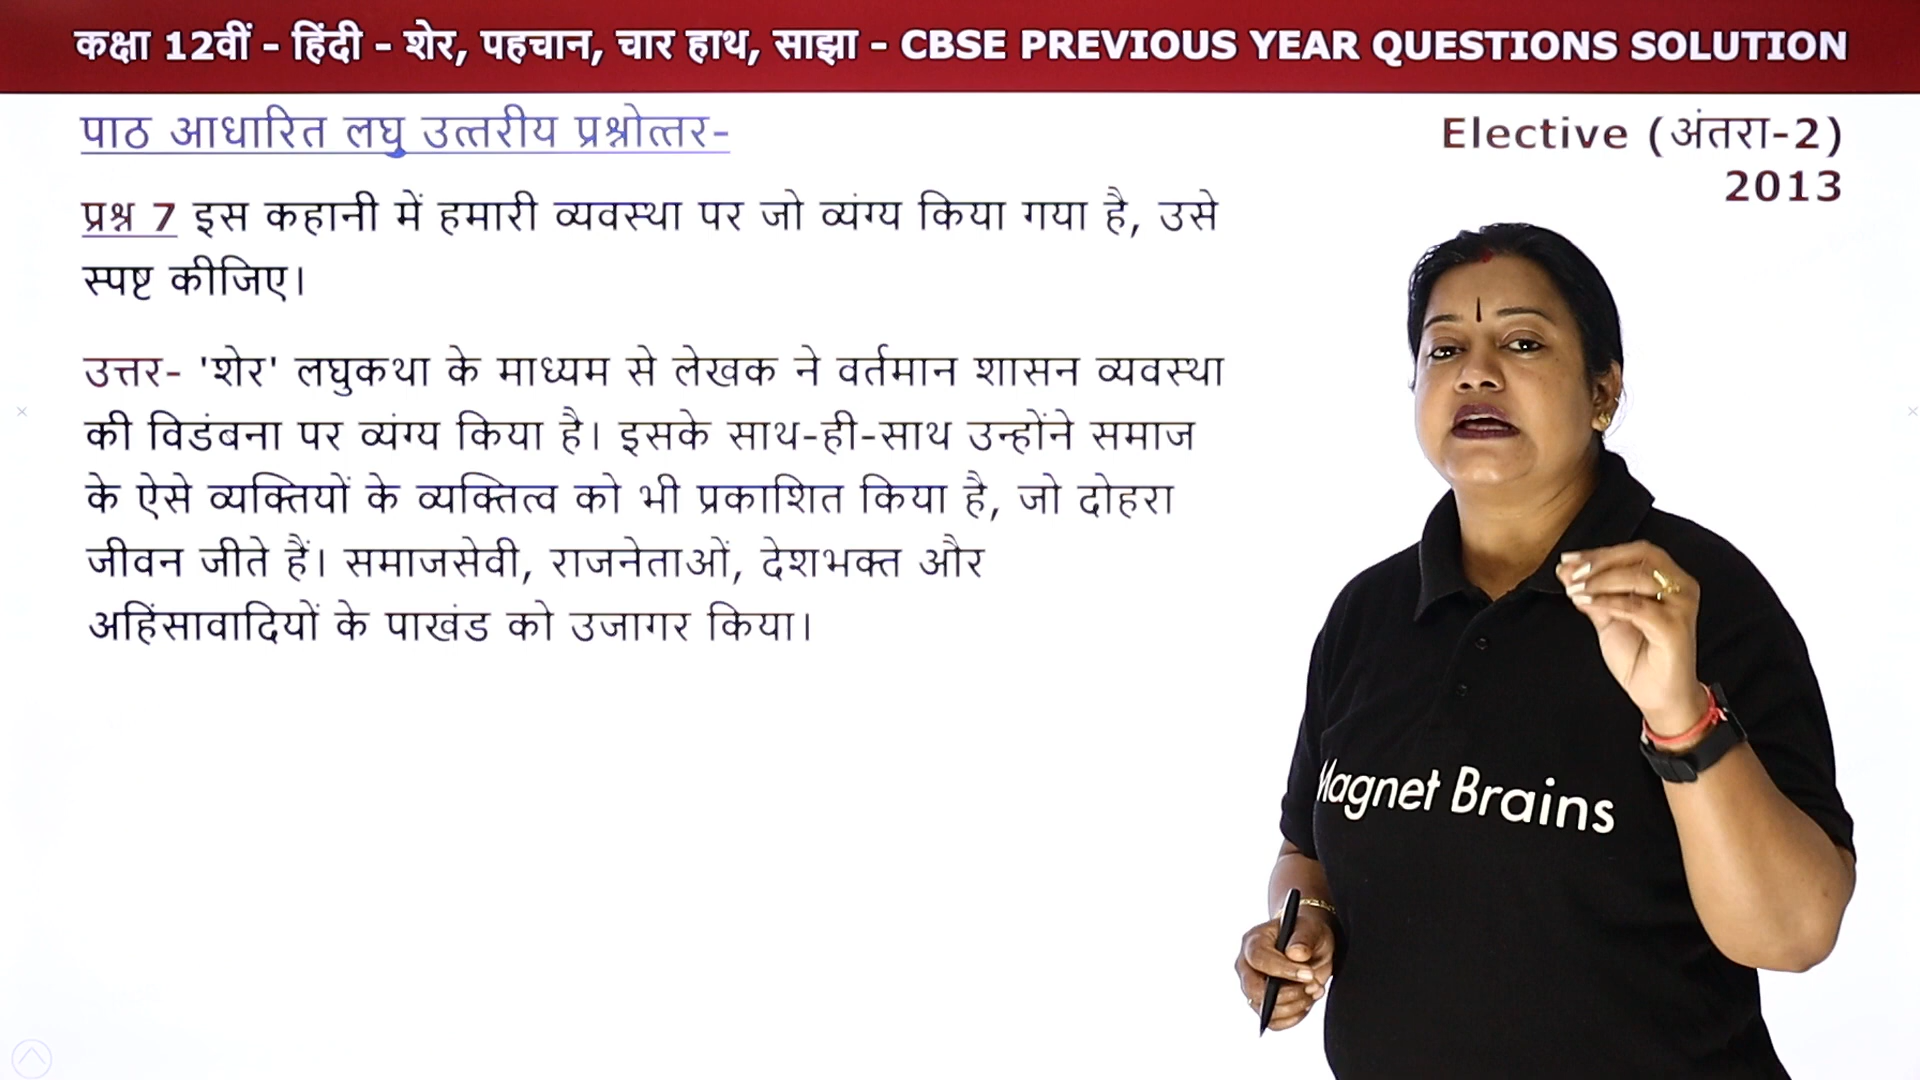 कक्षा 12वीं - हिंदी - शेर, पहचान, चार हाथ, साझा - CBSE PREVIOUS YEAR QUESTIONS SOLUTION
पाठ आधारित लघु उत्तरीय प्रश्नोत्तर-
Elective (अंतरा-2)
2013
प्रश्न 7 इस कहानी में हमारी व्यवस्था पर जो व्यंग्य किया गया है, उसे
स्पष्ट कीजिए।
उत्तर- 'शेर' लघुकथा के माध्यम से लेखक ने वर्तमान शासन व्यवस्था
की विडंबना पर व्यंग्य किया है। इसके साथ-ही-साथ उन्होंने समाज
के ऐसे व्यक्तियों के व्यक्तित्व को भी प्रकाशित किया है, जो दोहरा
जीवन जीते हैं। समाजसेवी, राजनेताओं, देशभक्त और
अहिंसावादियों के पाखंड को उजागर किया।
Magnet Brains